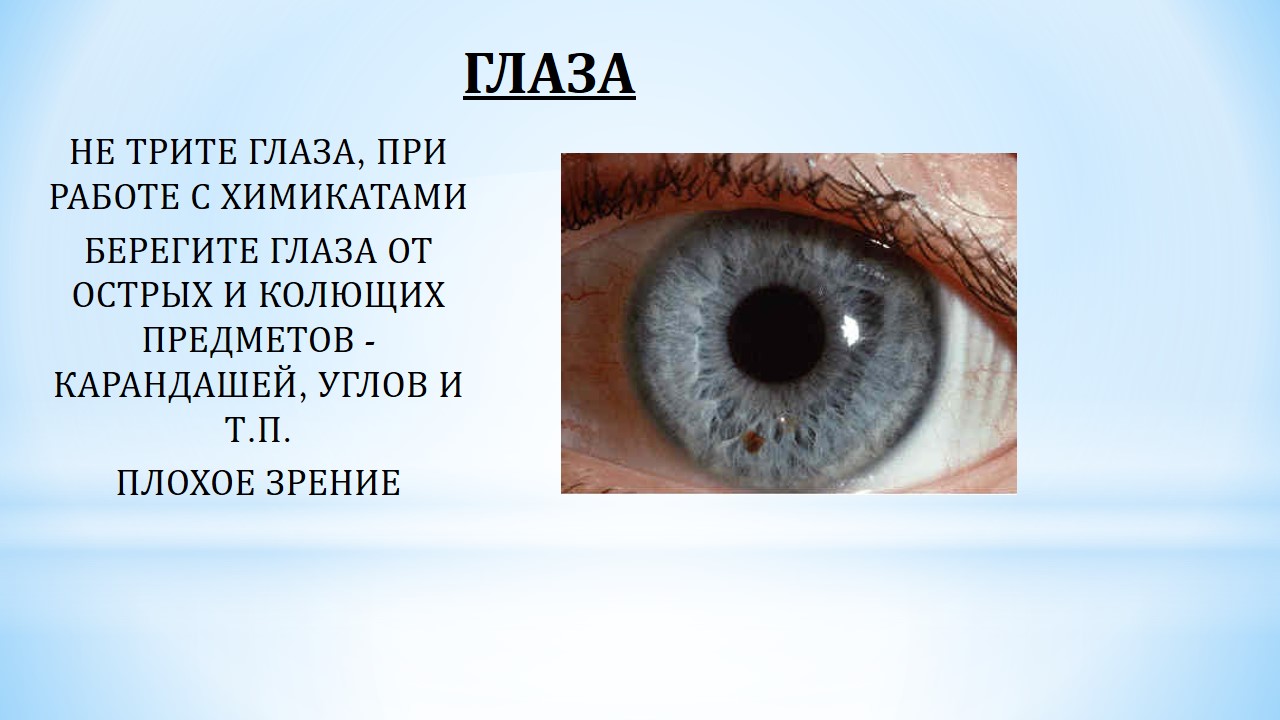 ГЛАЗА
НЕ ТРИТЕ ГЛАЗА, ПРИ
РАБОТЕ С ХИМИКАТАМИ
БЕРЕГИТЕ ГЛАЗА ОТ
ОСТРЫХ И КОЛЮЩИХ
ПРЕДМЕТОВ -
КАРАНДАШЕЙ, УГЛОВ И
Т.П.
ПЛОХОЕ ЗРЕНИЕ